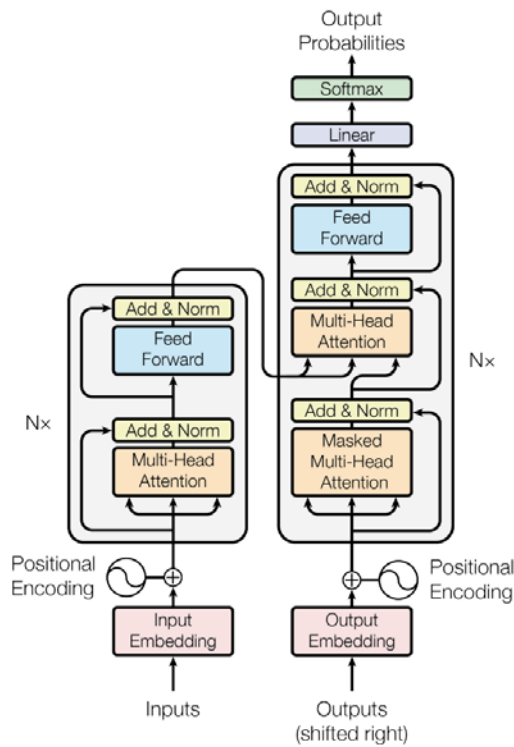 Output
Probabilities
Softmax
Linear
Add & Norm
Feed
Forward
Add & Norm
Multi-Head
Attention
Add & Norm
Masked
Multi-Head
Attention
Nx
Add & Norm
Feed
Forward
Add & Norm
Multi-Head
Attention
Nx
Positional
Encoding
Positional
Encoding
Input
Embedding
Output
Embedding
Inputs
Outputs
(shifted right)